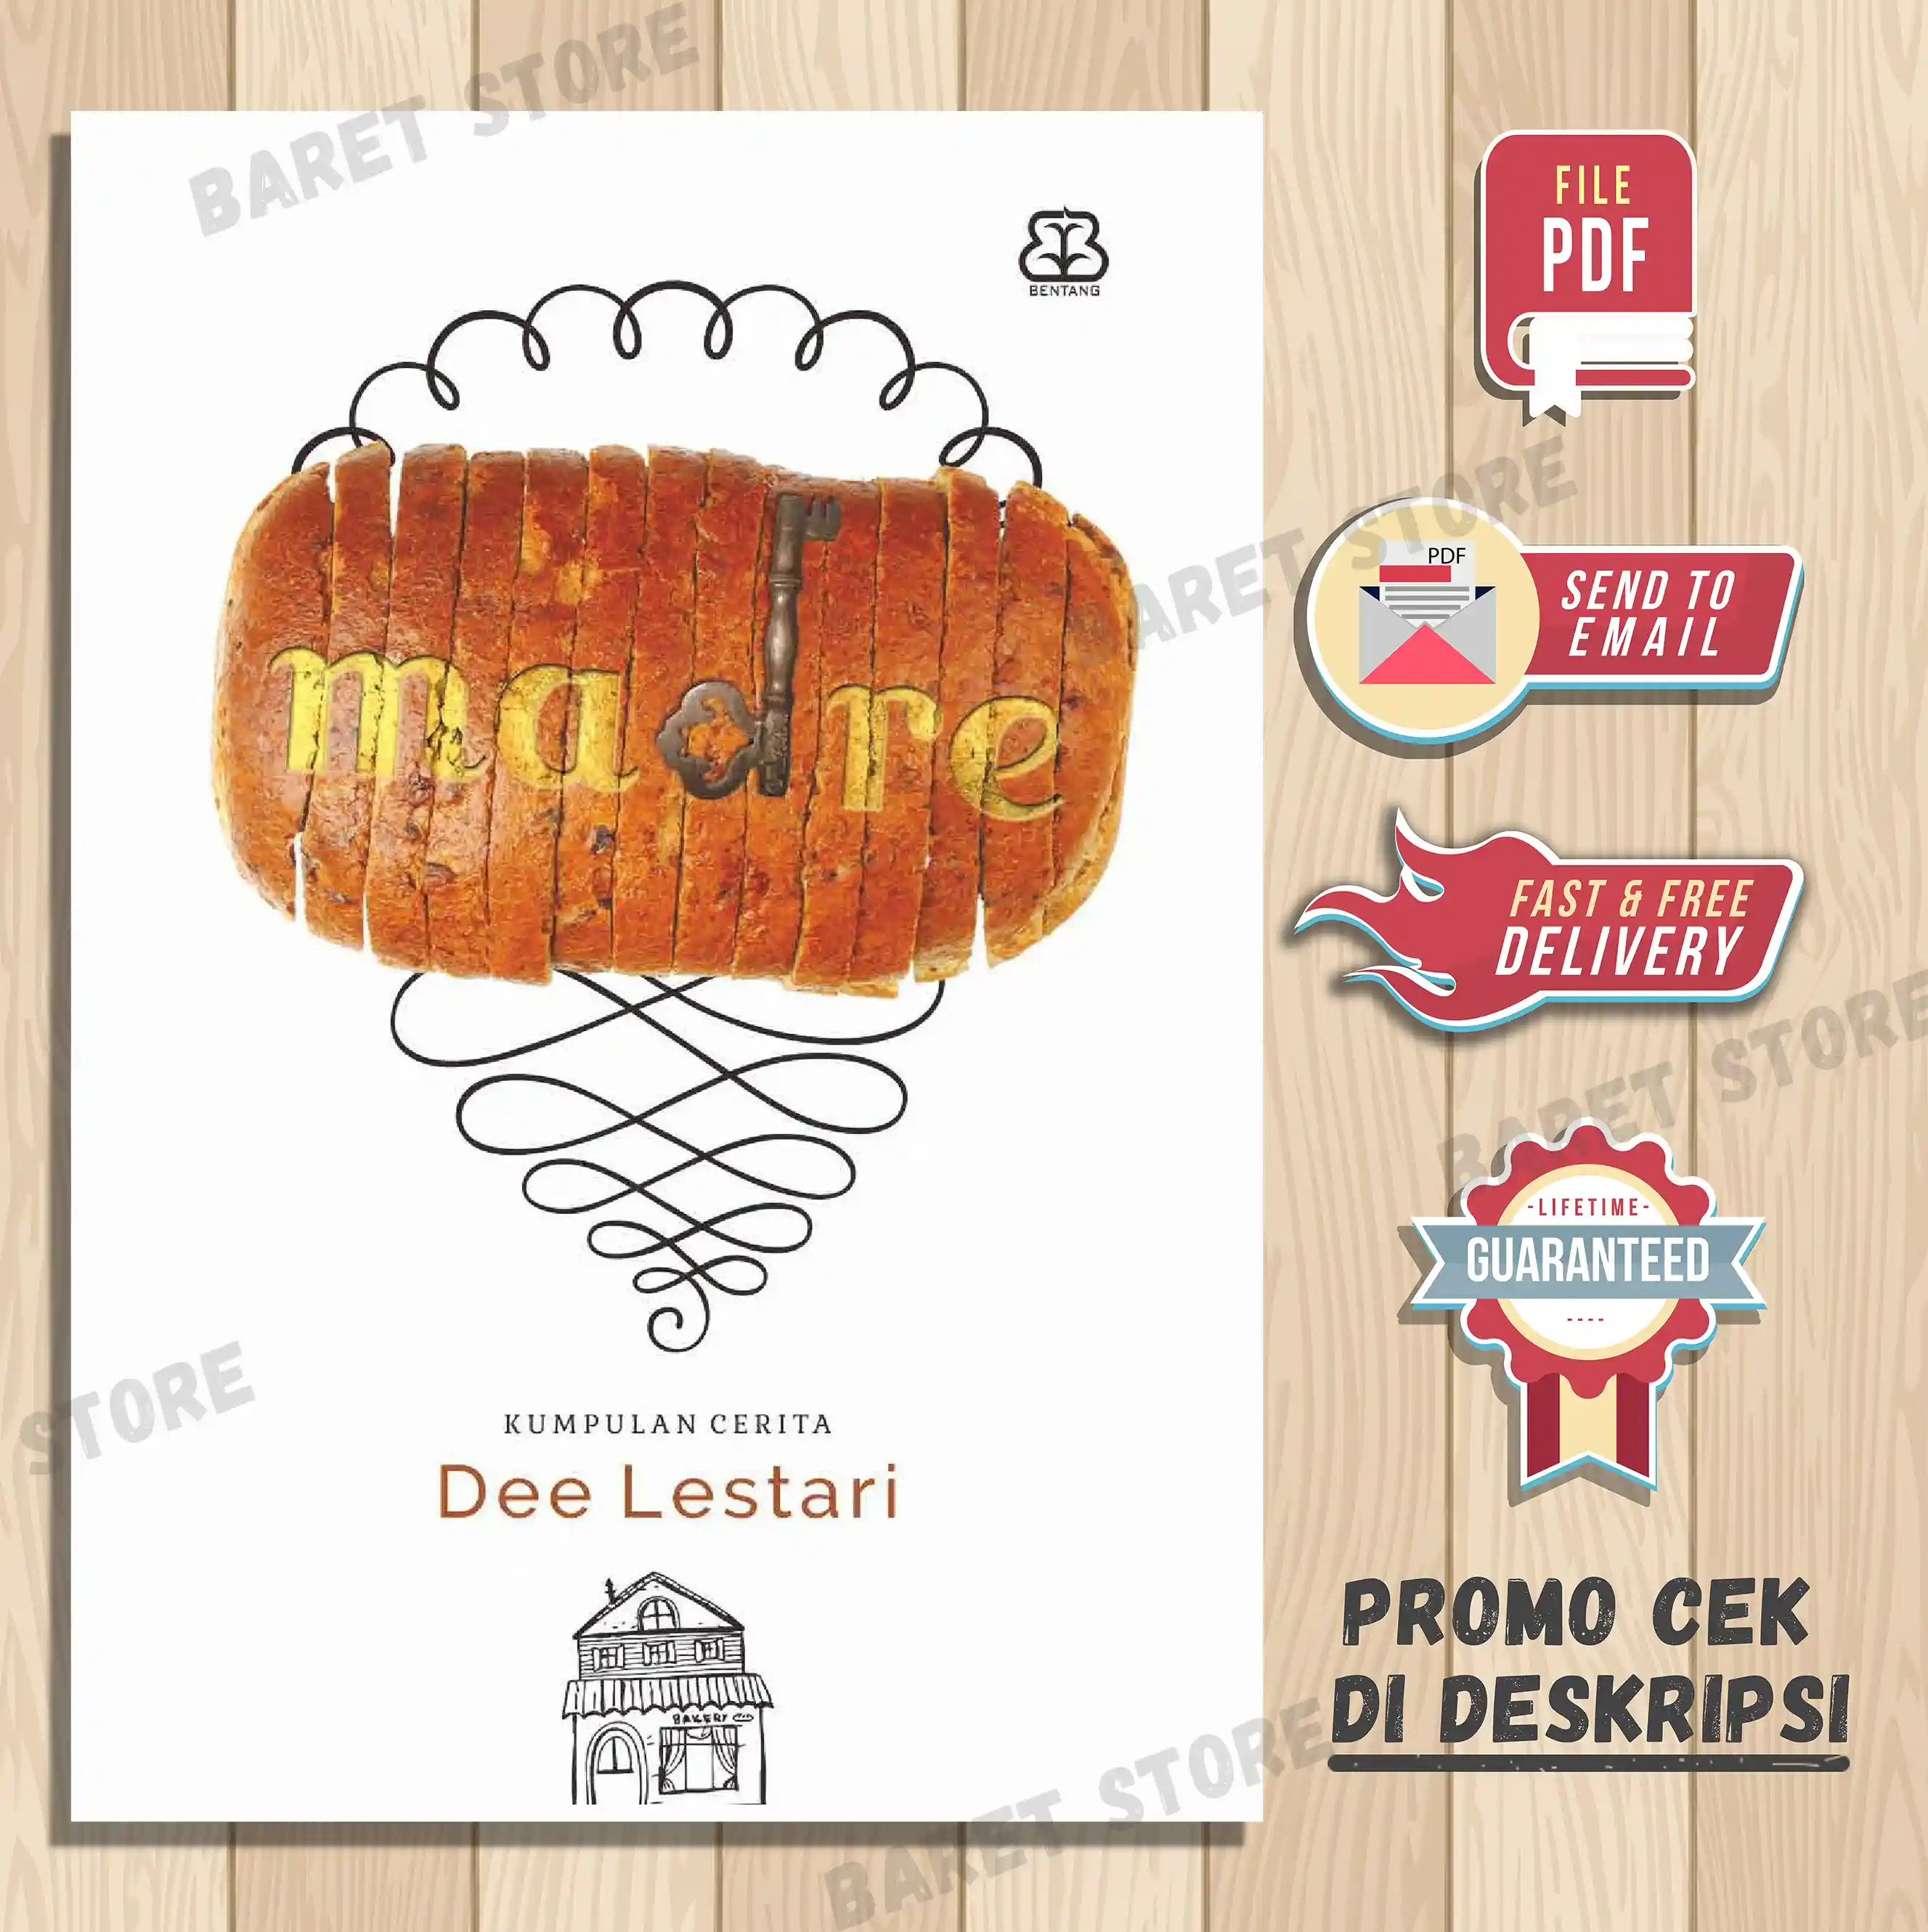 BARET STORE
BENTANG
madre
KUMPULAN CERITA
Dee Lestari
BAKERY
FILE
PDF
BARET STORE
PDF
SEND TO
EMAIL
FAST & FREE
DELIVERY
BARET STORE
-LIFETIME-
GUARANTEED
STORE
PROMO CEK
DI DESKRIPSI
BARET STORE